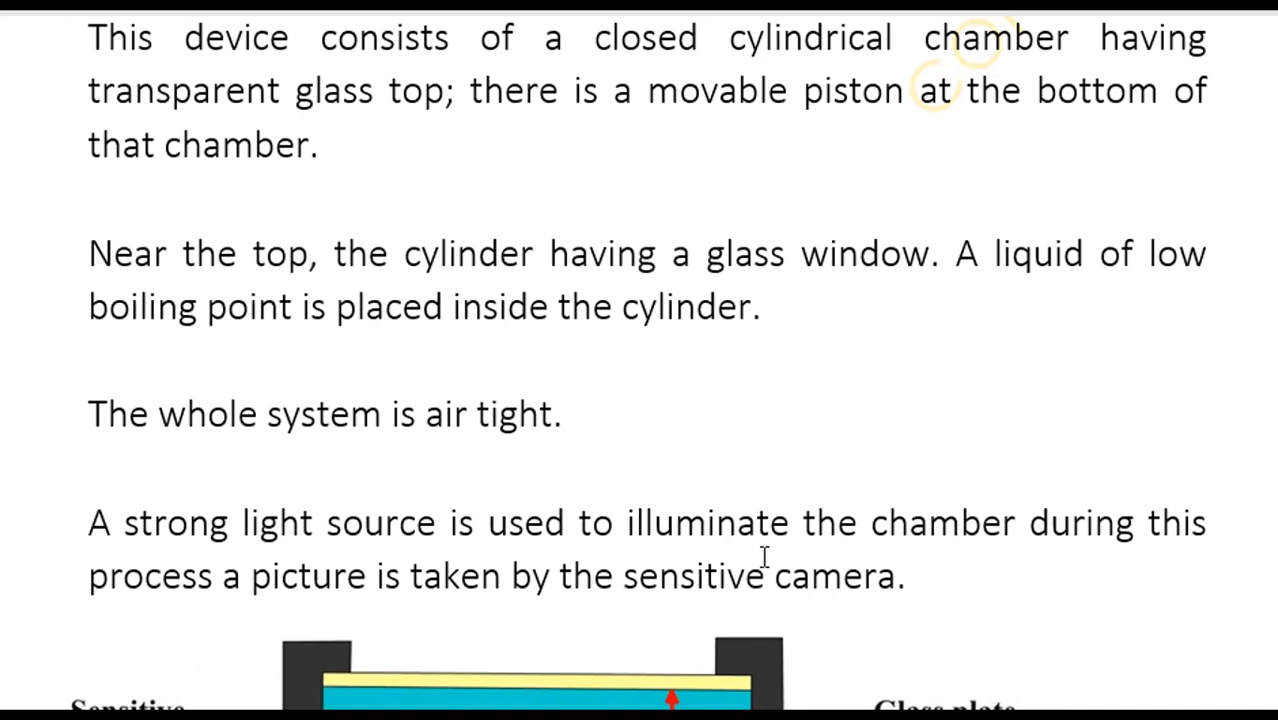 This device consists of a closed cylindrical chamber having
transparent glass top; there is a movable piston at the bottom of
that chamber.
Near the top, the cylinder having a glass window. A liquid of low
boiling point is placed inside the cylinder.
The whole system is air tight.
A strong light source is used to illuminate the chamber during this
process a picture is taken by the sensitive camera.
Sensitive
Glass plate